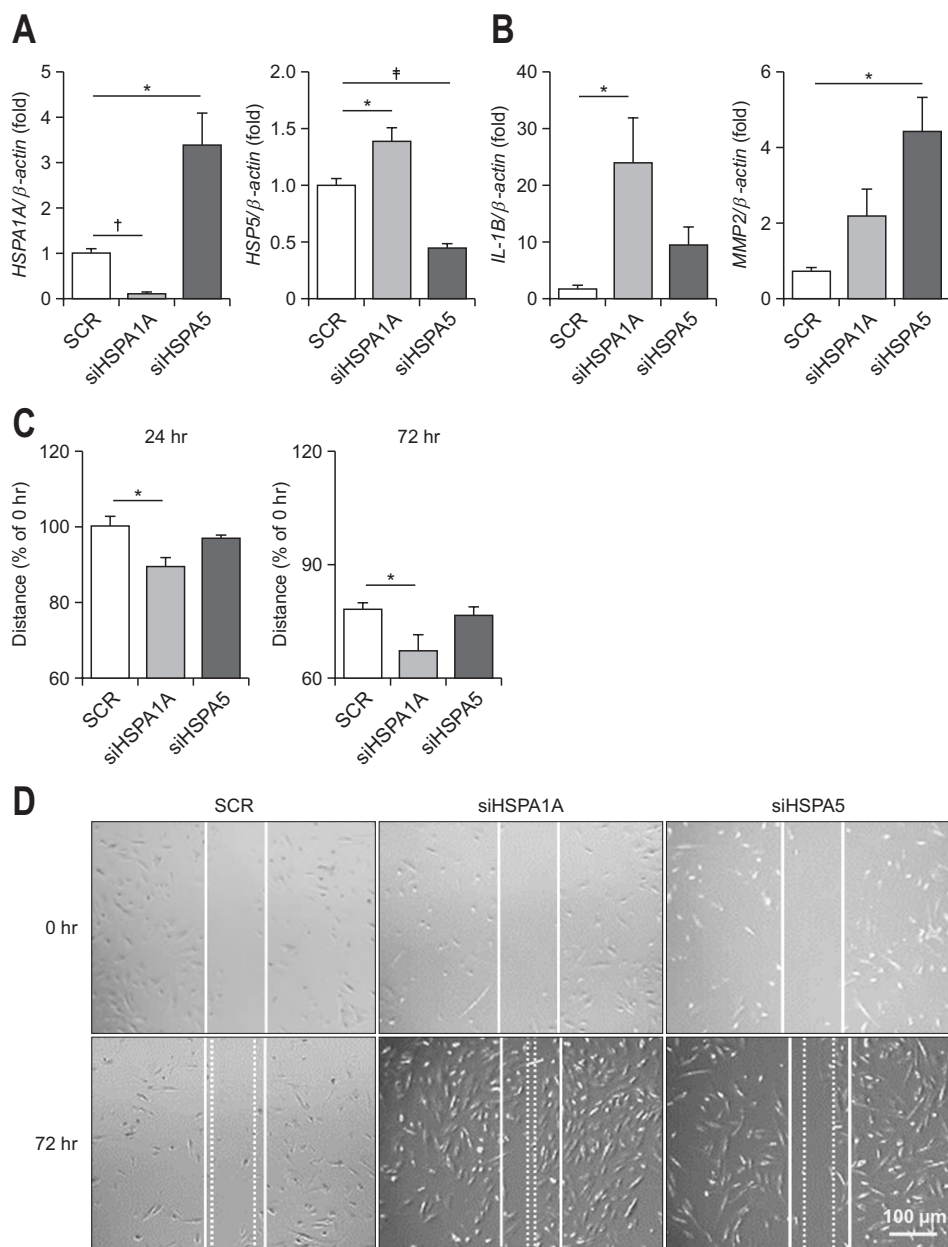 A
HSPA1A/β-actin (fold)
5
4
3
2
1
0
*
†
SCR
siHSPA1A
siHSPA5
HSP5/β-actin (fold)
2.0
1.5
1.0
0.5
0
‡
*
SCR
siHSPA1A
siHSPA5
B
IL-1B/β-actin (fold)
40
30
20
10
0
*
SCR
siHSPA1A
siHSPA5
MMP2/β-actin (fold)
6
4
2
0
*
SCR
siHSPA1A
siHSPA5
C
24 hr
Distance (% of 0 hr)
120
100
80
60
*
SCR
siHSPA1A
siHSPA5
72 hr
Distance (% of 0 hr)
120
90
60
*
SCR
siHSPA1A
siHSPA5
D
SCR
siHSPA1A
siHSPA5
0 hr
72 hr
100 µm